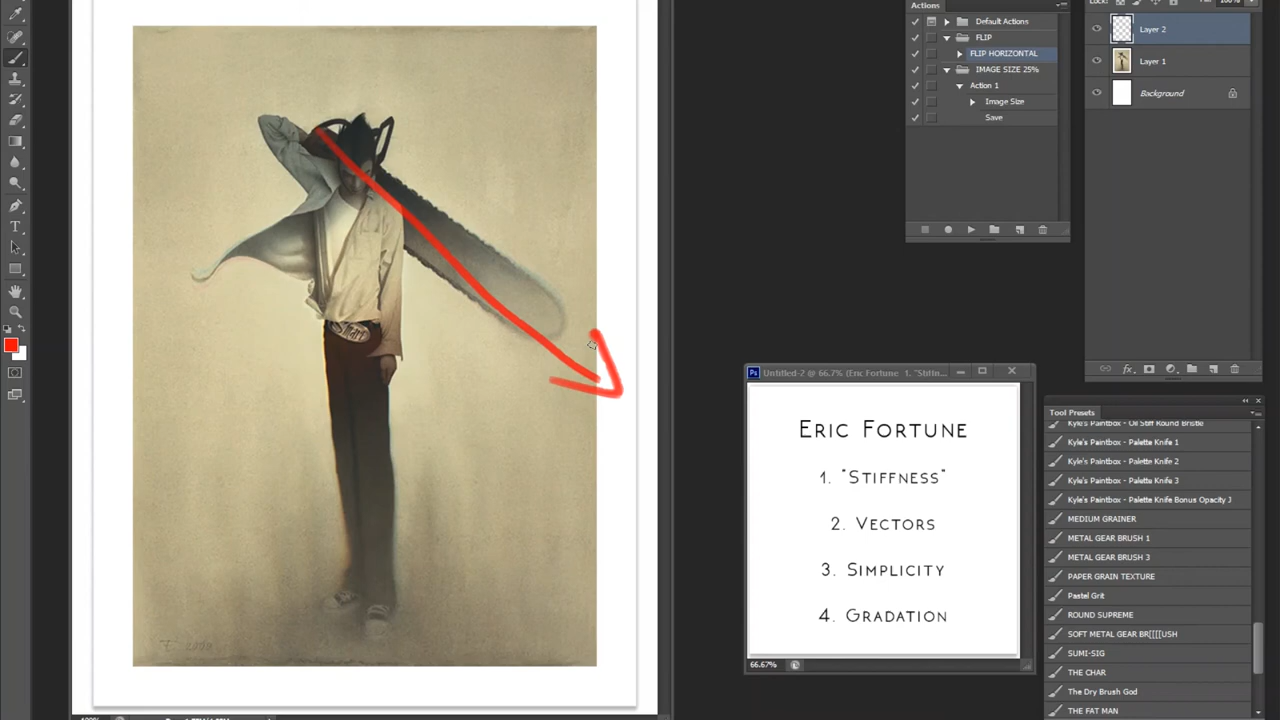 Actions
Default Actions
FLIP
FLIP HORIZONTAL
IMAGE SIZE 25%
Action 1
Image Size
Save
Lock:
100%
Layer 2
Layer 1
Background
fx
Untitled-2 @ 66.7% (Eric Fortune 1. "Stiffn...
Eric Fortune
1. "Stiffness"
2. Vectors
3. Simplicity
4. Gradation
66.67%
Tool Presets
Kyle's Paintbox - Oil Stiff Round Bristle
Kyle's Paintbox - Palette Knife 1
Kyle's Paintbox - Palette Knife 2
Kyle's Paintbox - Palette Knife 3
Kyle's Paintbox - Palette Knife Bonus Opacity J
MEDIUM GRAINER
METAL GEAR BRUSH 1
METAL GEAR BRUSH 3
PAPER GRAIN TEXTURE
Pastel Grit
ROUND SUPREME
SOFT METAL GEAR BR[[[[USH
SUMI-SIG
THE CHAR
The Dry Brush God
THE FAT MAN